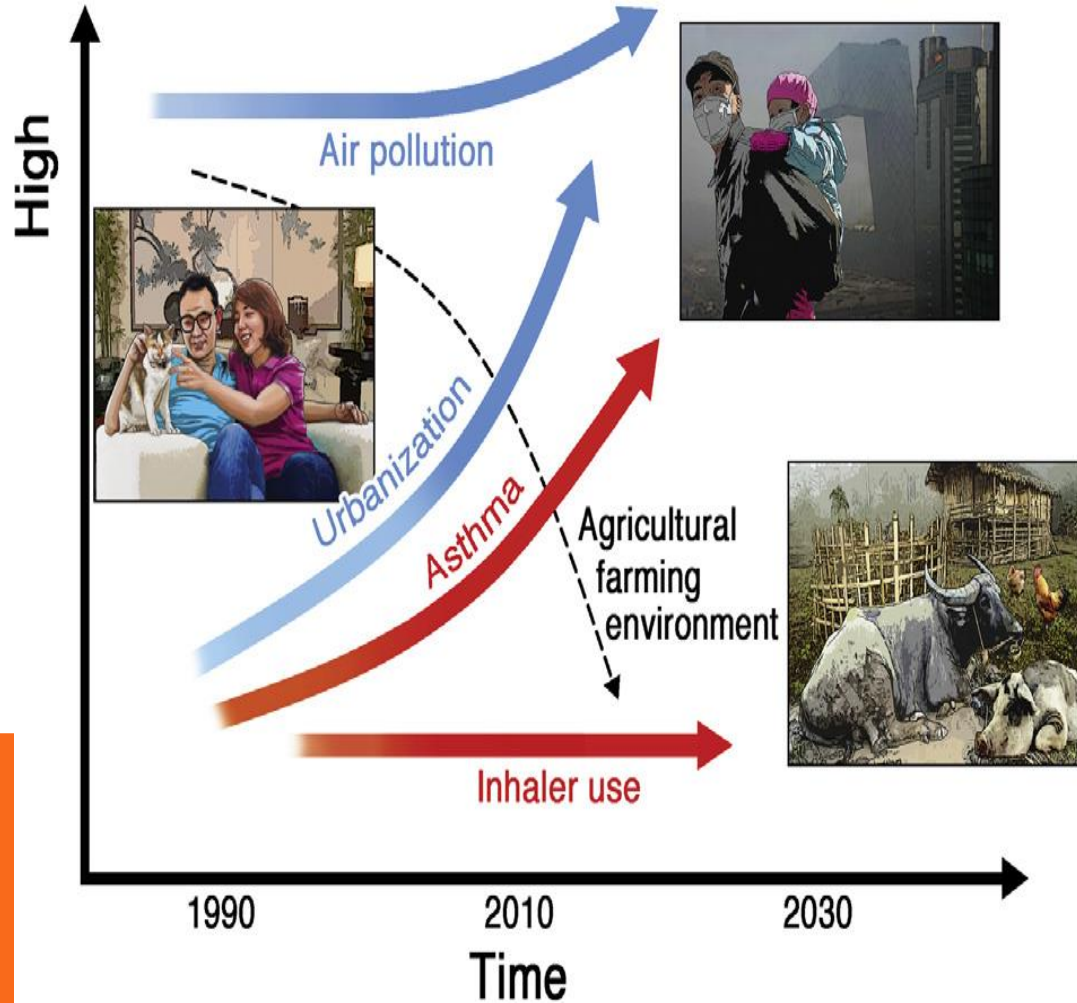 High
Air pollution
Urbanization
Asthma
Agricultural
farming
environment
Inhaler use
1990 2010 2030
Time